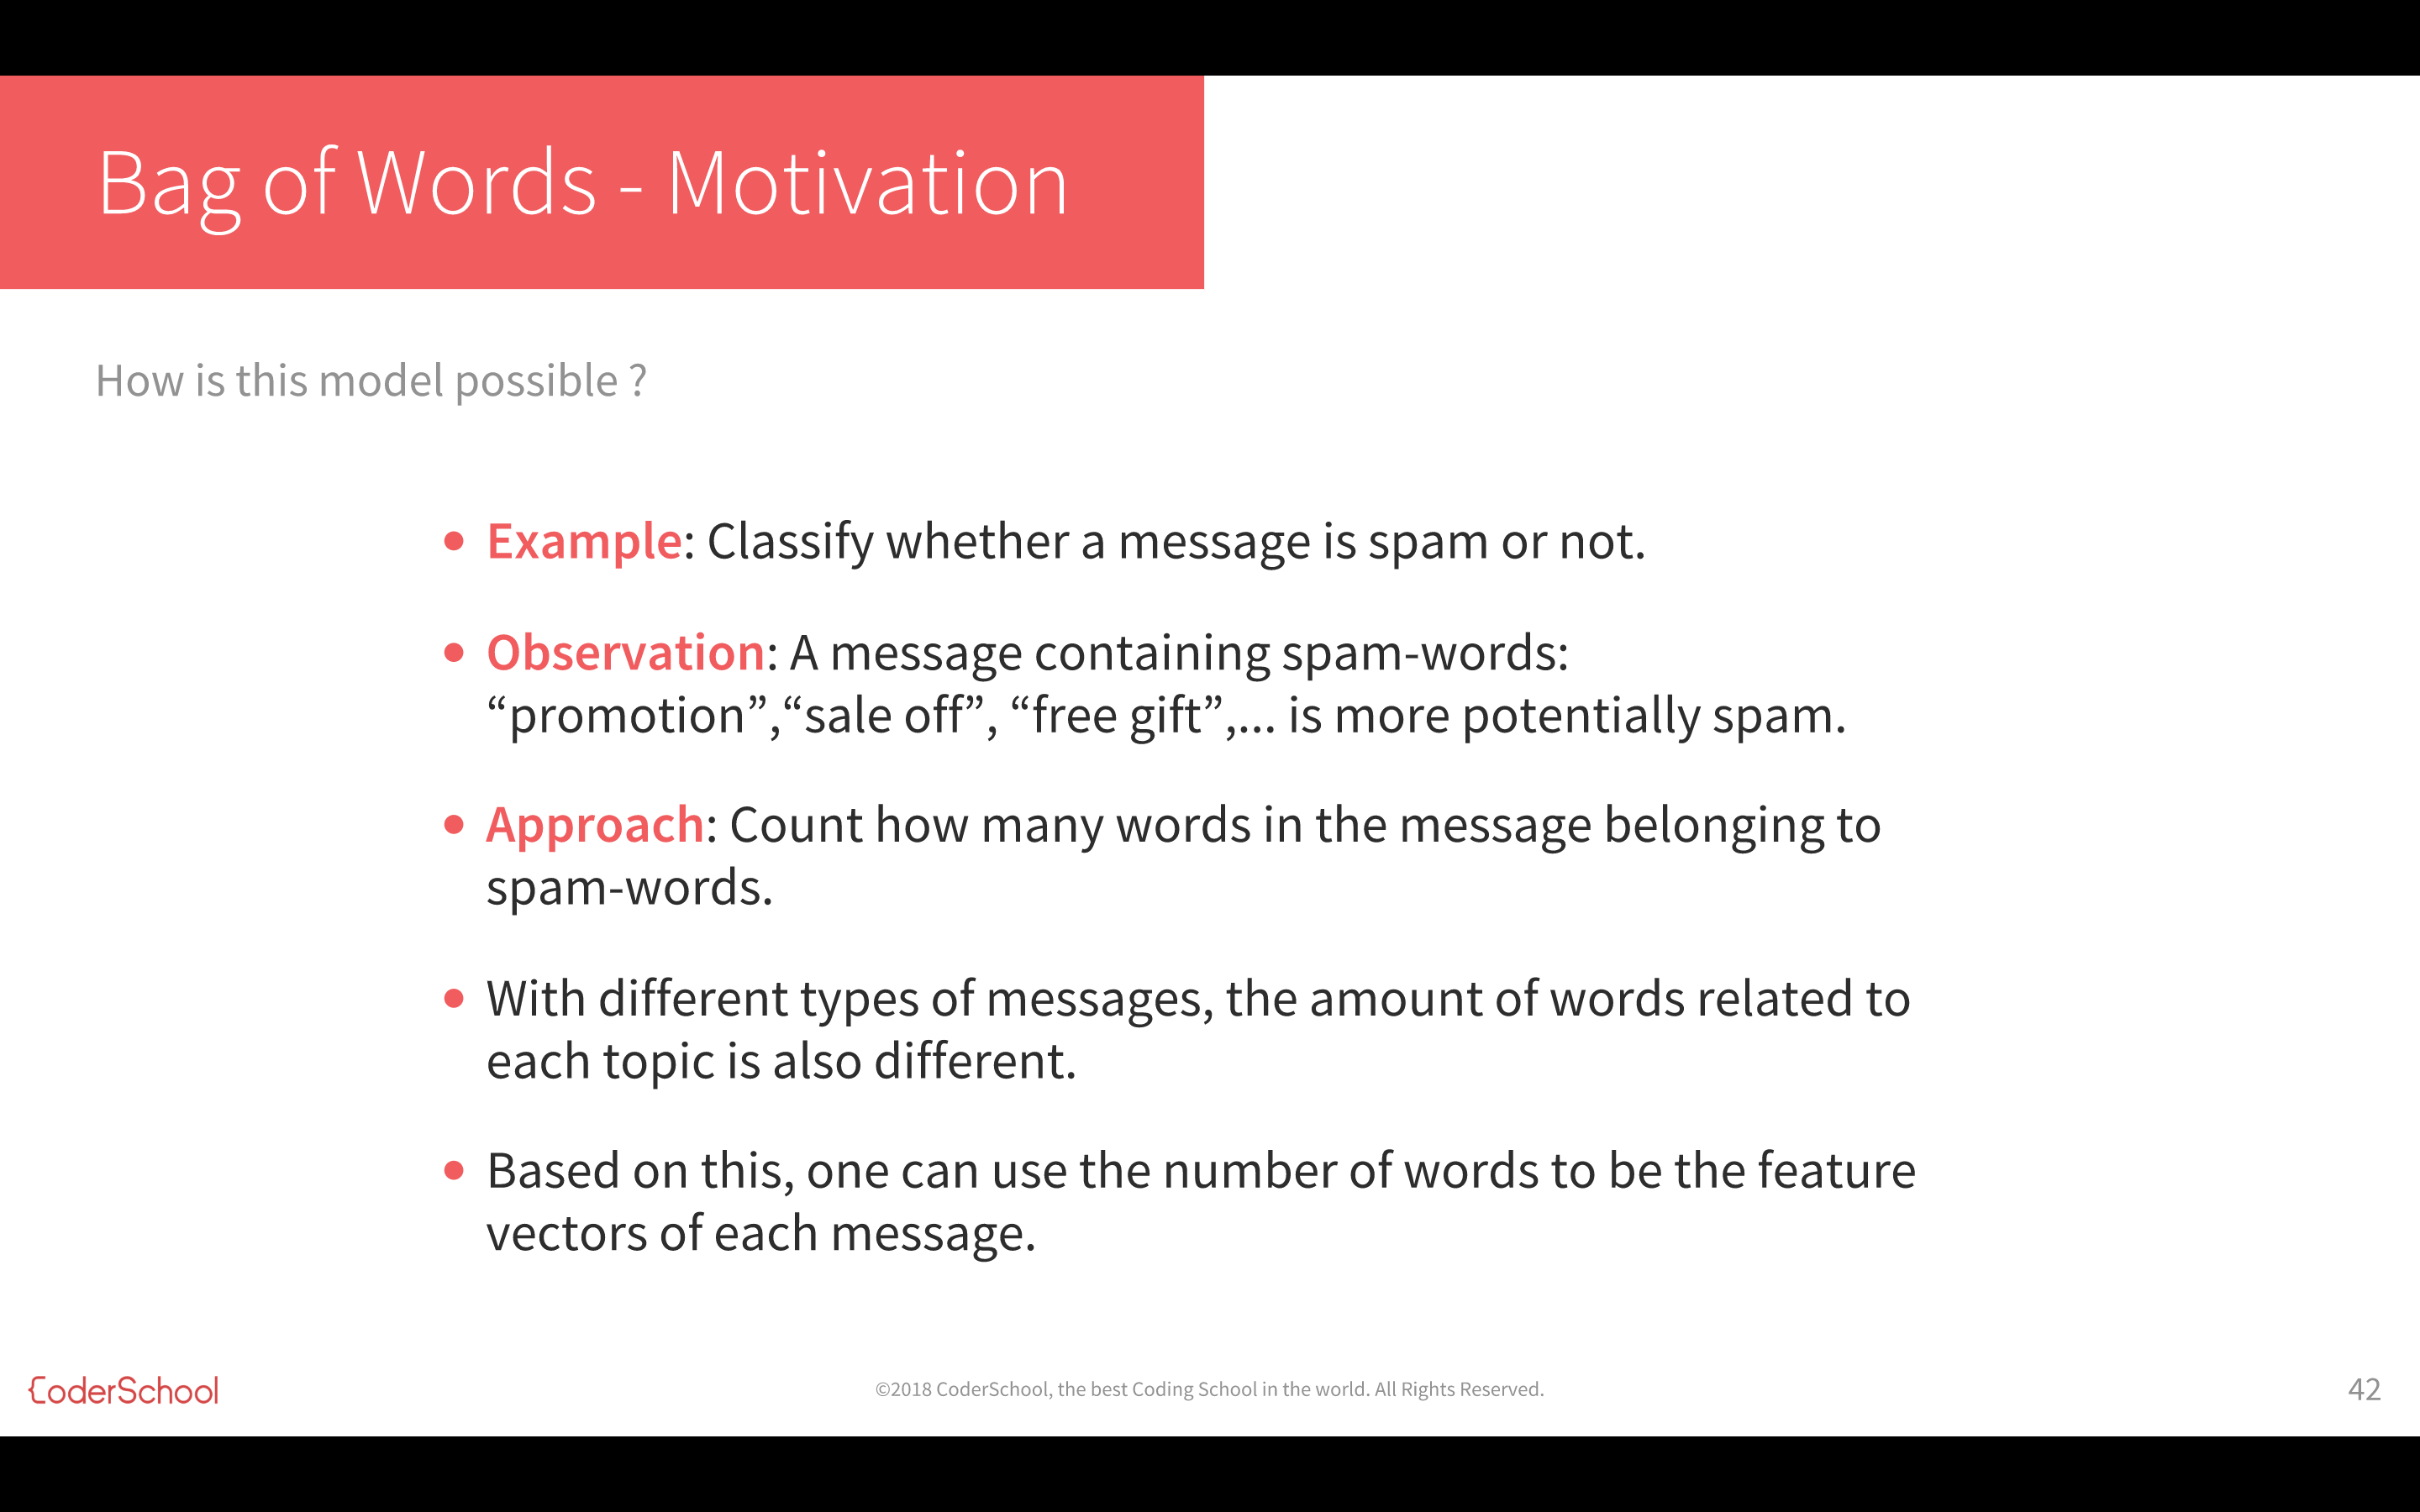 Bag of Words - Motivation
How is this model possible ?
• Example: Classify whether a message is spam or not.
• Observation: A message containing spam-words:
“promotion”,“sale off”, “free gift”,... is more potentially spam.
• Approach: Count how many words in the message belonging to
spam-words.
• With different types of messages, the amount of words related to
each topic is also different.
• Based on this, one can use the number of words to be the feature
vectors of each message.
CoderSchool
©2018 CoderSchool, the best Coding School in the world. All Rights Reserved.
42